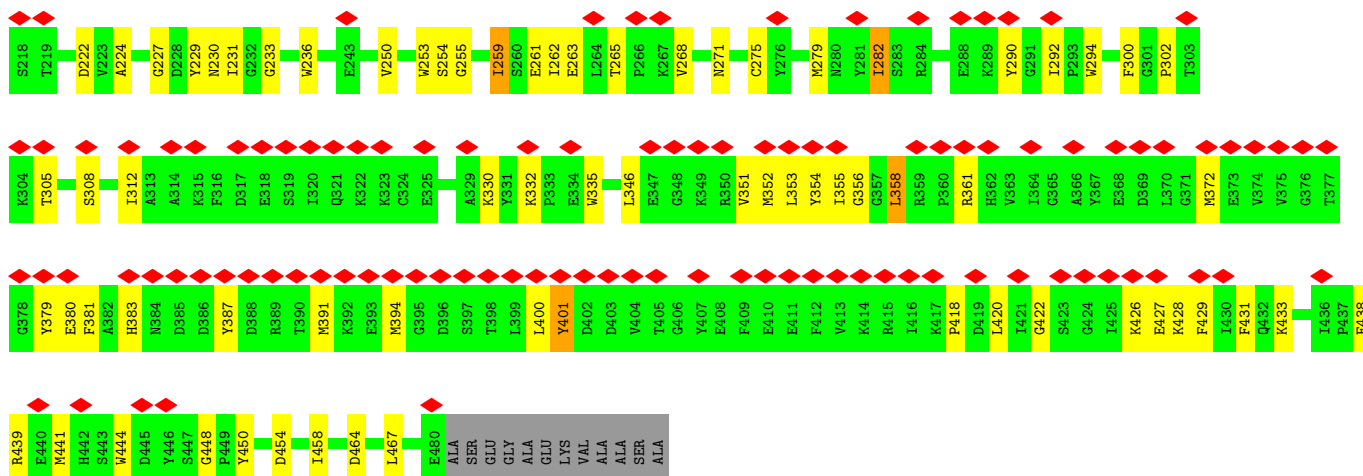 S218 T219 D222 V223 A224 G227 D228 Y229 N230 I231 G232 G233 W236 E243 V250 W253 S254 G255 I259 S260 E261 I262 E263 L264 T265 P266 K267 V268 N271 C275 Y276 M279 N280 Y281 I282 S283 R284 E288 K289 Y290 G291 I292 P293 W294 F300 G301 P302 T303
K304 T305 S308 I312 A313 A314 K315 F316 D317 E318 S319 I320 Q321 K322 K323 C324 E325 A329 K330 Y331 K332 P333 E334 W335 L346 E347 G348 K349 R350 V351 M352 L353 Y354 I355 G356 G357 L358 R359 P360 R361 H362 V363 I364 G365 A366 Y367 E368 D369 L370 G371 M372 E373 V374 V375 G376 T377
G378 Y379 E380 F381 A382 H383 N384 D385 D386 Y387 D388 R389 T390 M391 K392 E393 M394 G395 D396 S397 T398 L399 L400 Y401 D402 D403 V404 T405 G406 Y407 E408 F409 E410 E411 F412 V413 K414 R415 I416 K417 P418 D419 L420 I421 G422 S423 G424 I425 K426 E427 K428 F429 I430 F431 Q432 K433 I436 P437
R439 E440 M441 H442 S443 W444 D445 Y446 S447 G448 P449 Y450 D454 I458 D464 L467 E480 ALA SER GLU GLY ALA GLU LYS VAL ALA ALA SER ALA